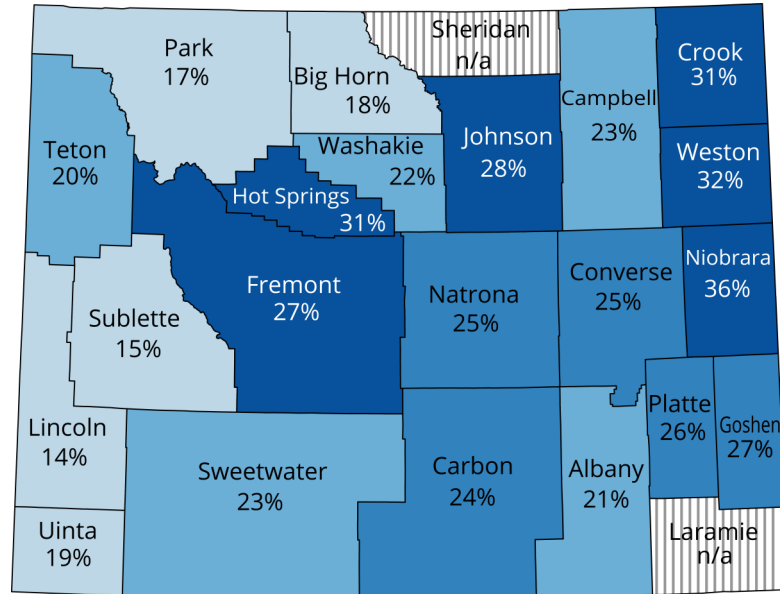 Sheridan
n/a
Park
17%
Big Horn
18%
Crook
31%
Campbell
23%
Teton
20%
Washakie
22%
Johnson
28%
Weston
32%
Hot Springs
31%
Fremont
27%
Natrona
25%
Converse
25%
Niobrara
36%
Sublette
15%
Lincoln
14%
Sweetwater
23%
Carbon
24%
Albany
21%
Platte
26%
Goshen
27%
Uinta
19%
Laramie
n/a